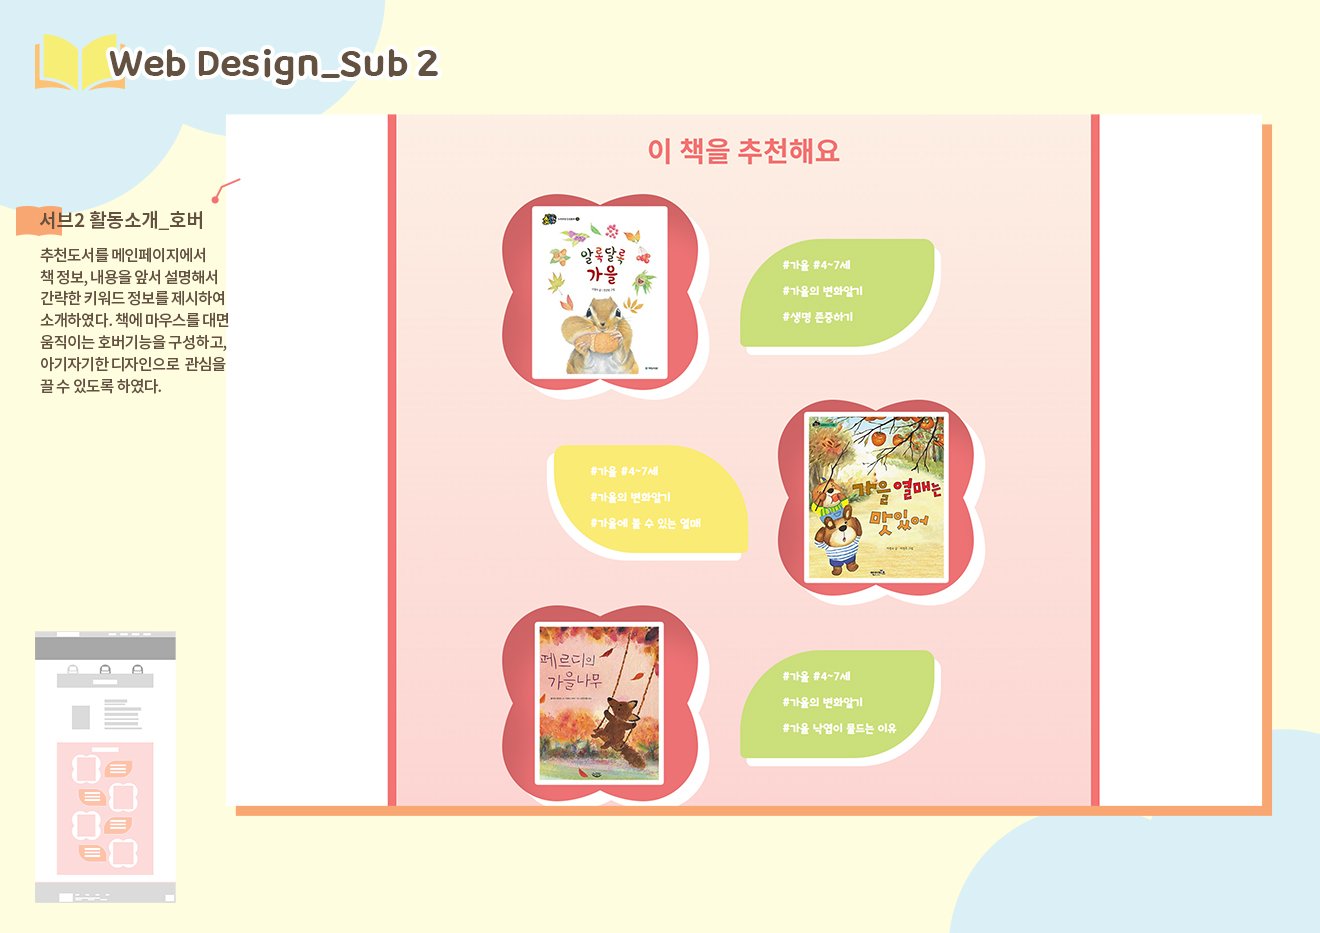 Web Design_Sub 2
서브2 활동소개_호버
추천도서를 메인페이지에서
책 정보, 내용을 앞서 설명해서
간략한 키워드 정보를 제시하여
소개하였다. 책에 마우스를 대면
움직이는 호버기능을 구성하고,
아기자기한 디자인으로 관심을
끌 수 있도록 하였다.
이 책을 추천해요
알록달록
가을
#가을 #4~7세
#가을의 변화알기
#생명 존중하기
#가을 #4~7세
#가을의 변화알기
#가을에 볼 수 있는 열매
가을 열매는
맛있어
페르디의
가을나무
#가을 #4~7세
#가을의 변화알기
#가을 낙엽이 물드는 이유